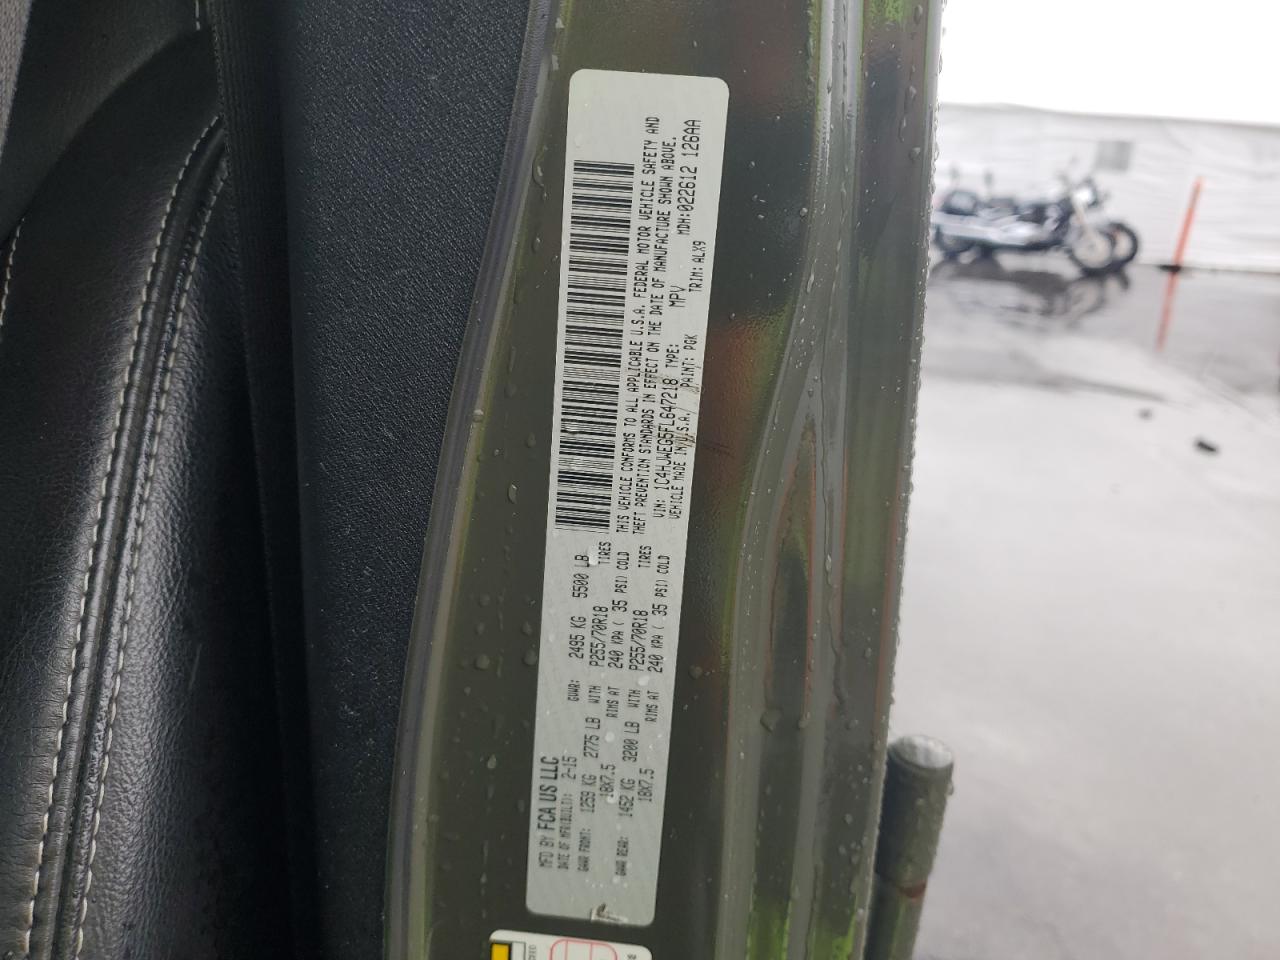 MFD BY FCA US LLC
DATE OF MFR(BUILT): 2-15 GVWR: 2495 KG 5500 LB
GAWR FRONT: 1259 KG 2775 LB WITH P255/70R18 TIRES
18X7.5 RIMS AT 240 KPA ( 35 PSI) COLD
GAWR REAR: 1452 KG 3200 LB WITH P255/70R18 TIRES
18X7.5 RIMS AT 240 KPA ( 35 PSI) COLD
THIS VEHICLE CONFORMS TO ALL APPLICABLE U.S.A. FEDERAL MOTOR VEHICLE SAFETY AND
THEFT PREVENTION STANDARDS IN EFFECT ON THE DATE OF MANUFACTURE SHOWN ABOVE.
VIN: 1C4HJWEG5FL647218 TYPE: MPV MDH:022612 126AA
VEHICLE MADE IN U.S.A. PAINT: PGK TRIM: ALX9